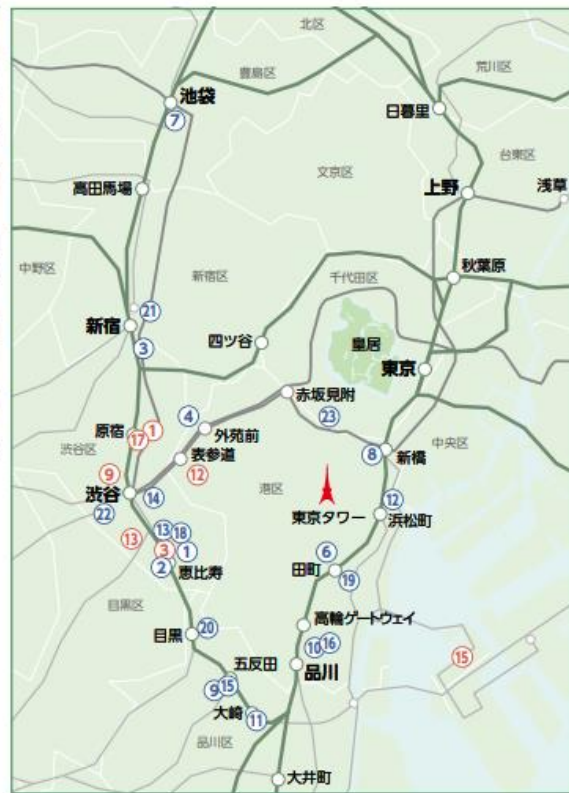 北区
豊島区
荒川区
池袋
⑦
日暮里
台東区
文京区
高田馬場
上野
浅草
中野区
新宿区
千代田区
秋葉原
㉑
新宿
③
四ツ谷
皇居
東京
赤坂見附
④
㉓
原宿
⑰
①
外苑前
中央区
渋谷区
表参道
⑧
新橋
⑨
⑫
港区
渋谷
⑭
東京タワー
⑫
浜松町
㉒
⑬
⑬
⑱
③
①
②
恵比寿
⑥
田町
⑲
目黒区
目黒
⑳
高輪ゲートウェイ
⑩
⑯
⑮
五反田
品川
⑨
⑮
大崎
⑪
品川区
大井町